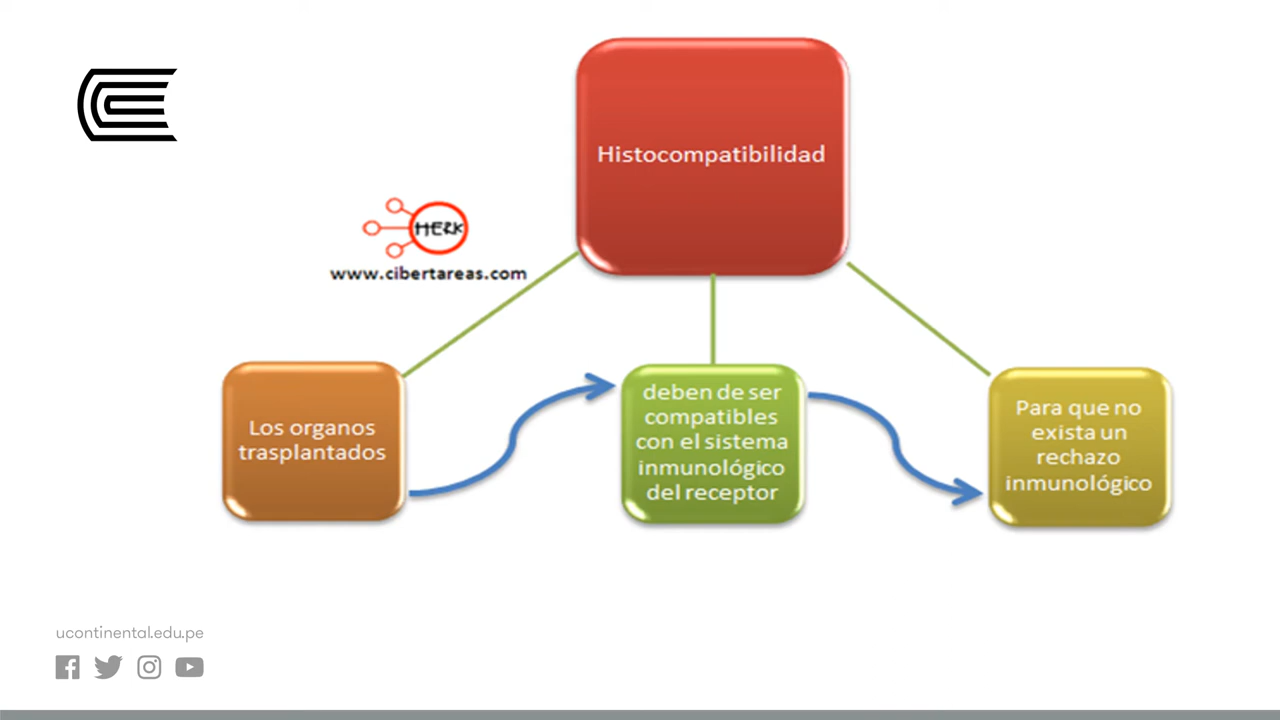 Histocompatibilidad
HERK
www.cibertareas.com
Los organos
trasplantados
deben de ser
compatibles
con el sistema
inmunológico
del receptor
Para que no
exista un
rechazo
inmunológico
ucontinental.edu.pe